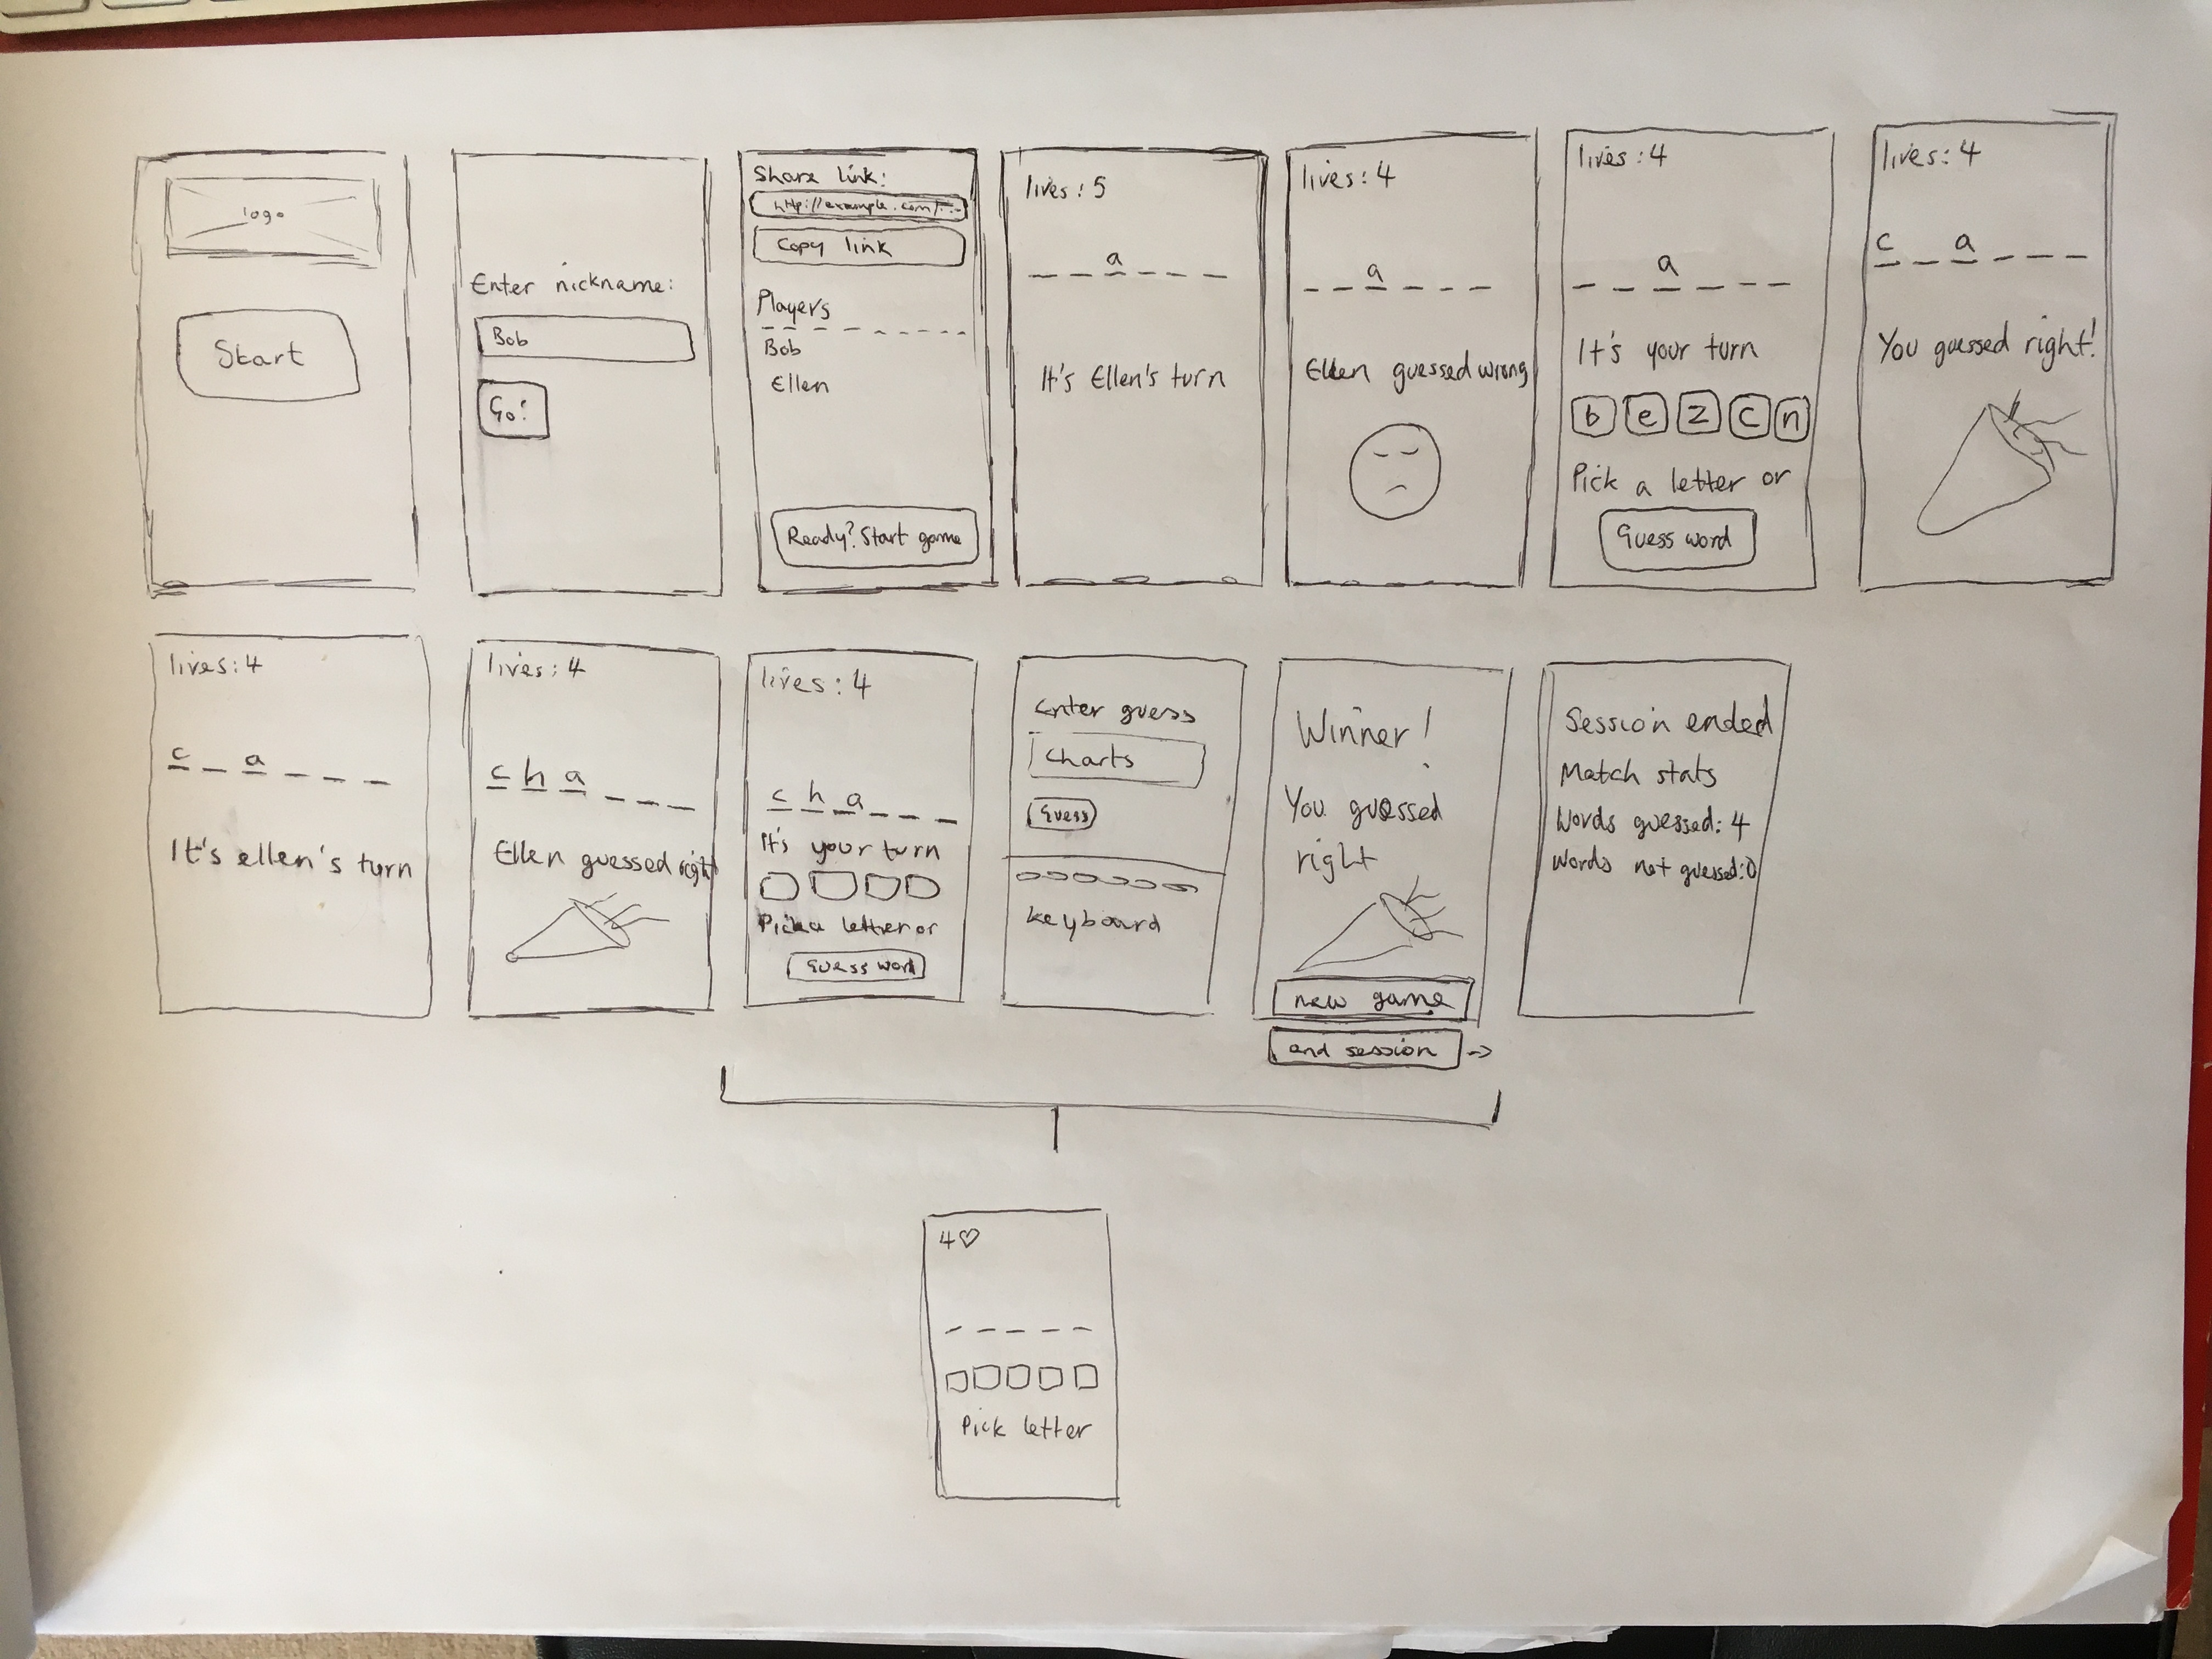 logo
Start
Enter nickname:
Bob
Go!
Share link:
http://example.com/...
Copy link
Players
Bob
Ellen
Ready? Start game
lives: 5
_ _ a _ _ _
It's Ellen's turn
lives: 4
_ _ a _ _ _
Ellen guessed wrong
lives: 4
_ _ a _ _ _
It's your turn
b e z c n
Pick a letter or
Guess word
lives: 4
c _ a _ _ _
You guessed right!
lives: 4
c _ a _ _ _
It's ellen's turn
lives: 4
c h a _ _ _
Ellen guessed right
lives: 4
c h a _ _ _
It's your turn
Pick a letter or
Guess word
Enter guess
Charts
Guess
keyboard
Winner!
You guessed
right
new game
end session →
Session ended
Match stats
Words guessed: 4
Words not guessed: 0
4♡
_ _ _ _ _
Pick letter